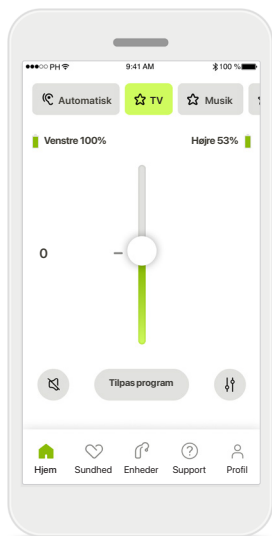 PH 9:41 AM 100 %
Automatisk TV Musik
Venstre 100% Højre 53%
0
Tilpas program
Hjem Sundhed Enheder Support Profil